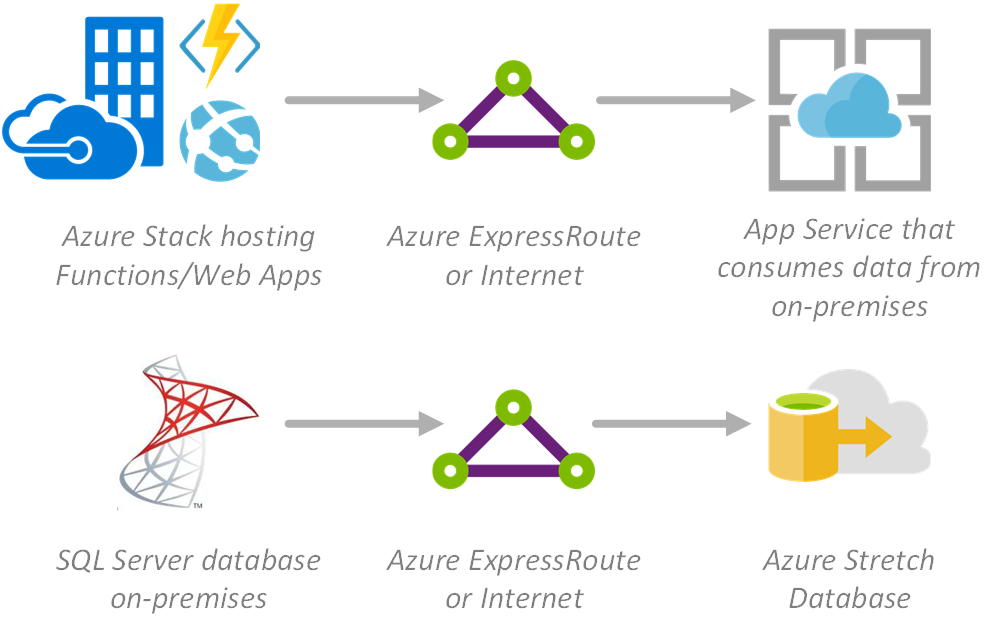 Azure Stack hosting
Functions/Web Apps
Azure ExpressRoute
or Internet
App Service that
consumes data from
on-premises
TM
SQL Server database
on-premises
Azure ExpressRoute
or Internet
Azure Stretch
Database